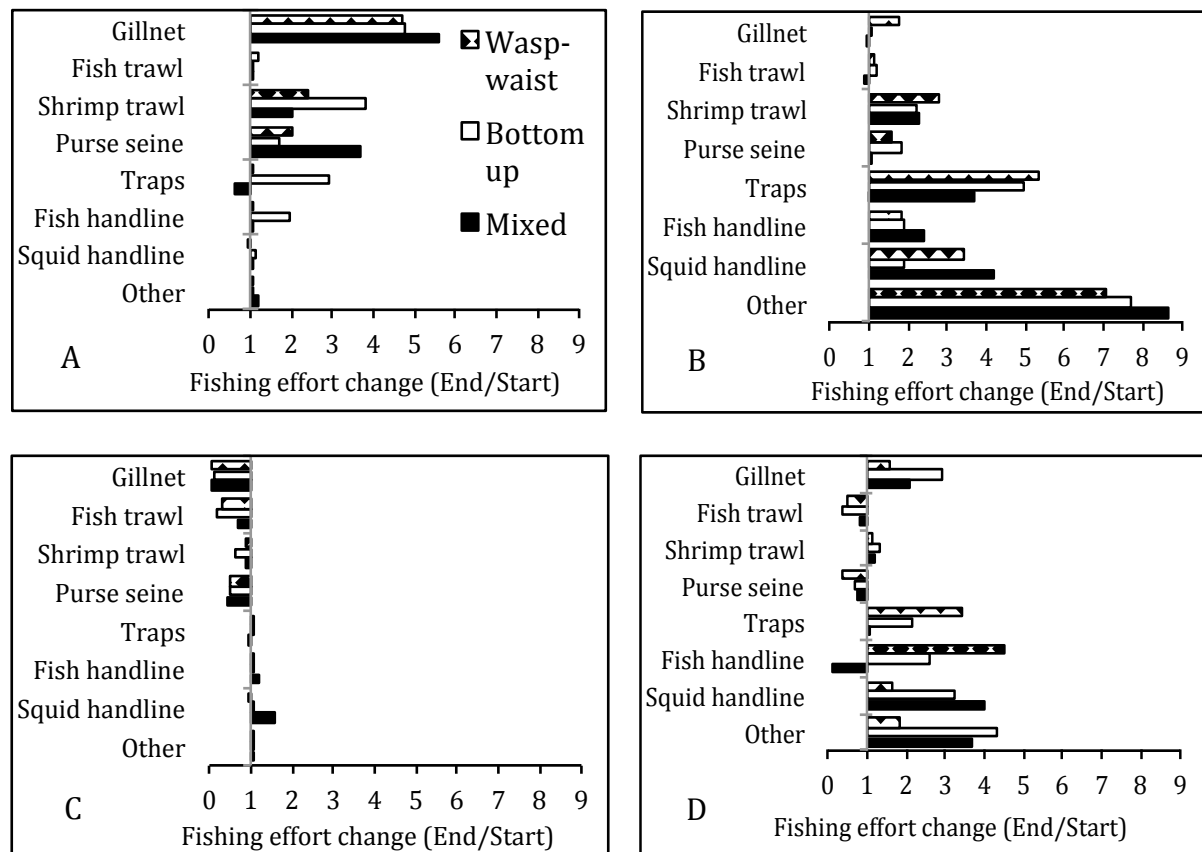 Gillnet
Fish trawl
Shrimp trawl
Purse seine
Traps
Fish handline
Squid handline
Other
Wasp-
waist
Bottom
up
Mixed
0 1 2 3 4 5 6 7 8 9
A
Fishing effort change (End/Start)
Gillnet
Fish trawl
Shrimp trawl
Purse seine
Traps
Fish handline
Squid handline
Other
0 1 2 3 4 5 6 7 8 9
B
Fishing effort change (End/Start)
Gillnet
Fish trawl
Shrimp trawl
Purse seine
Traps
Fish handline
Squid handline
Other
0 1 2 3 4 5 6 7 8 9
C
Fishing effort change (End/Start)
Gillnet
Fish trawl
Shrimp trawl
Purse seine
Traps
Fish handline
Squid handline
Other
0 1 2 3 4 5 6 7 8 9
D
Fishing effort change (End/Start)